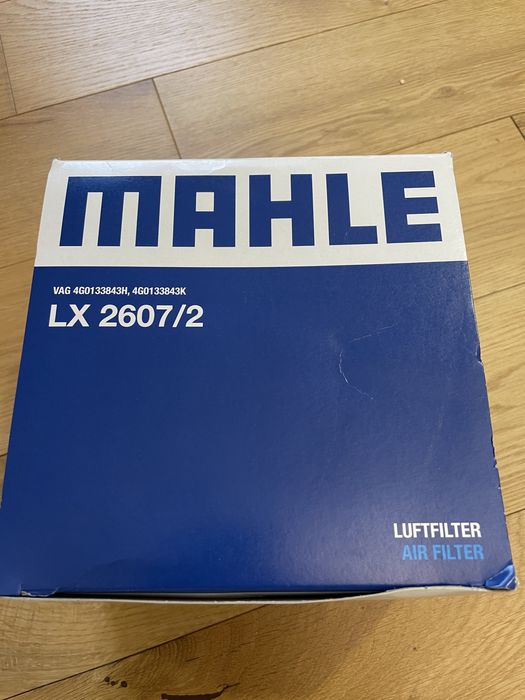 MAHLE
VAG 4G0133843H, 4G0133843K
LX 2607/2
LUFTFILTER
AIR FILTER